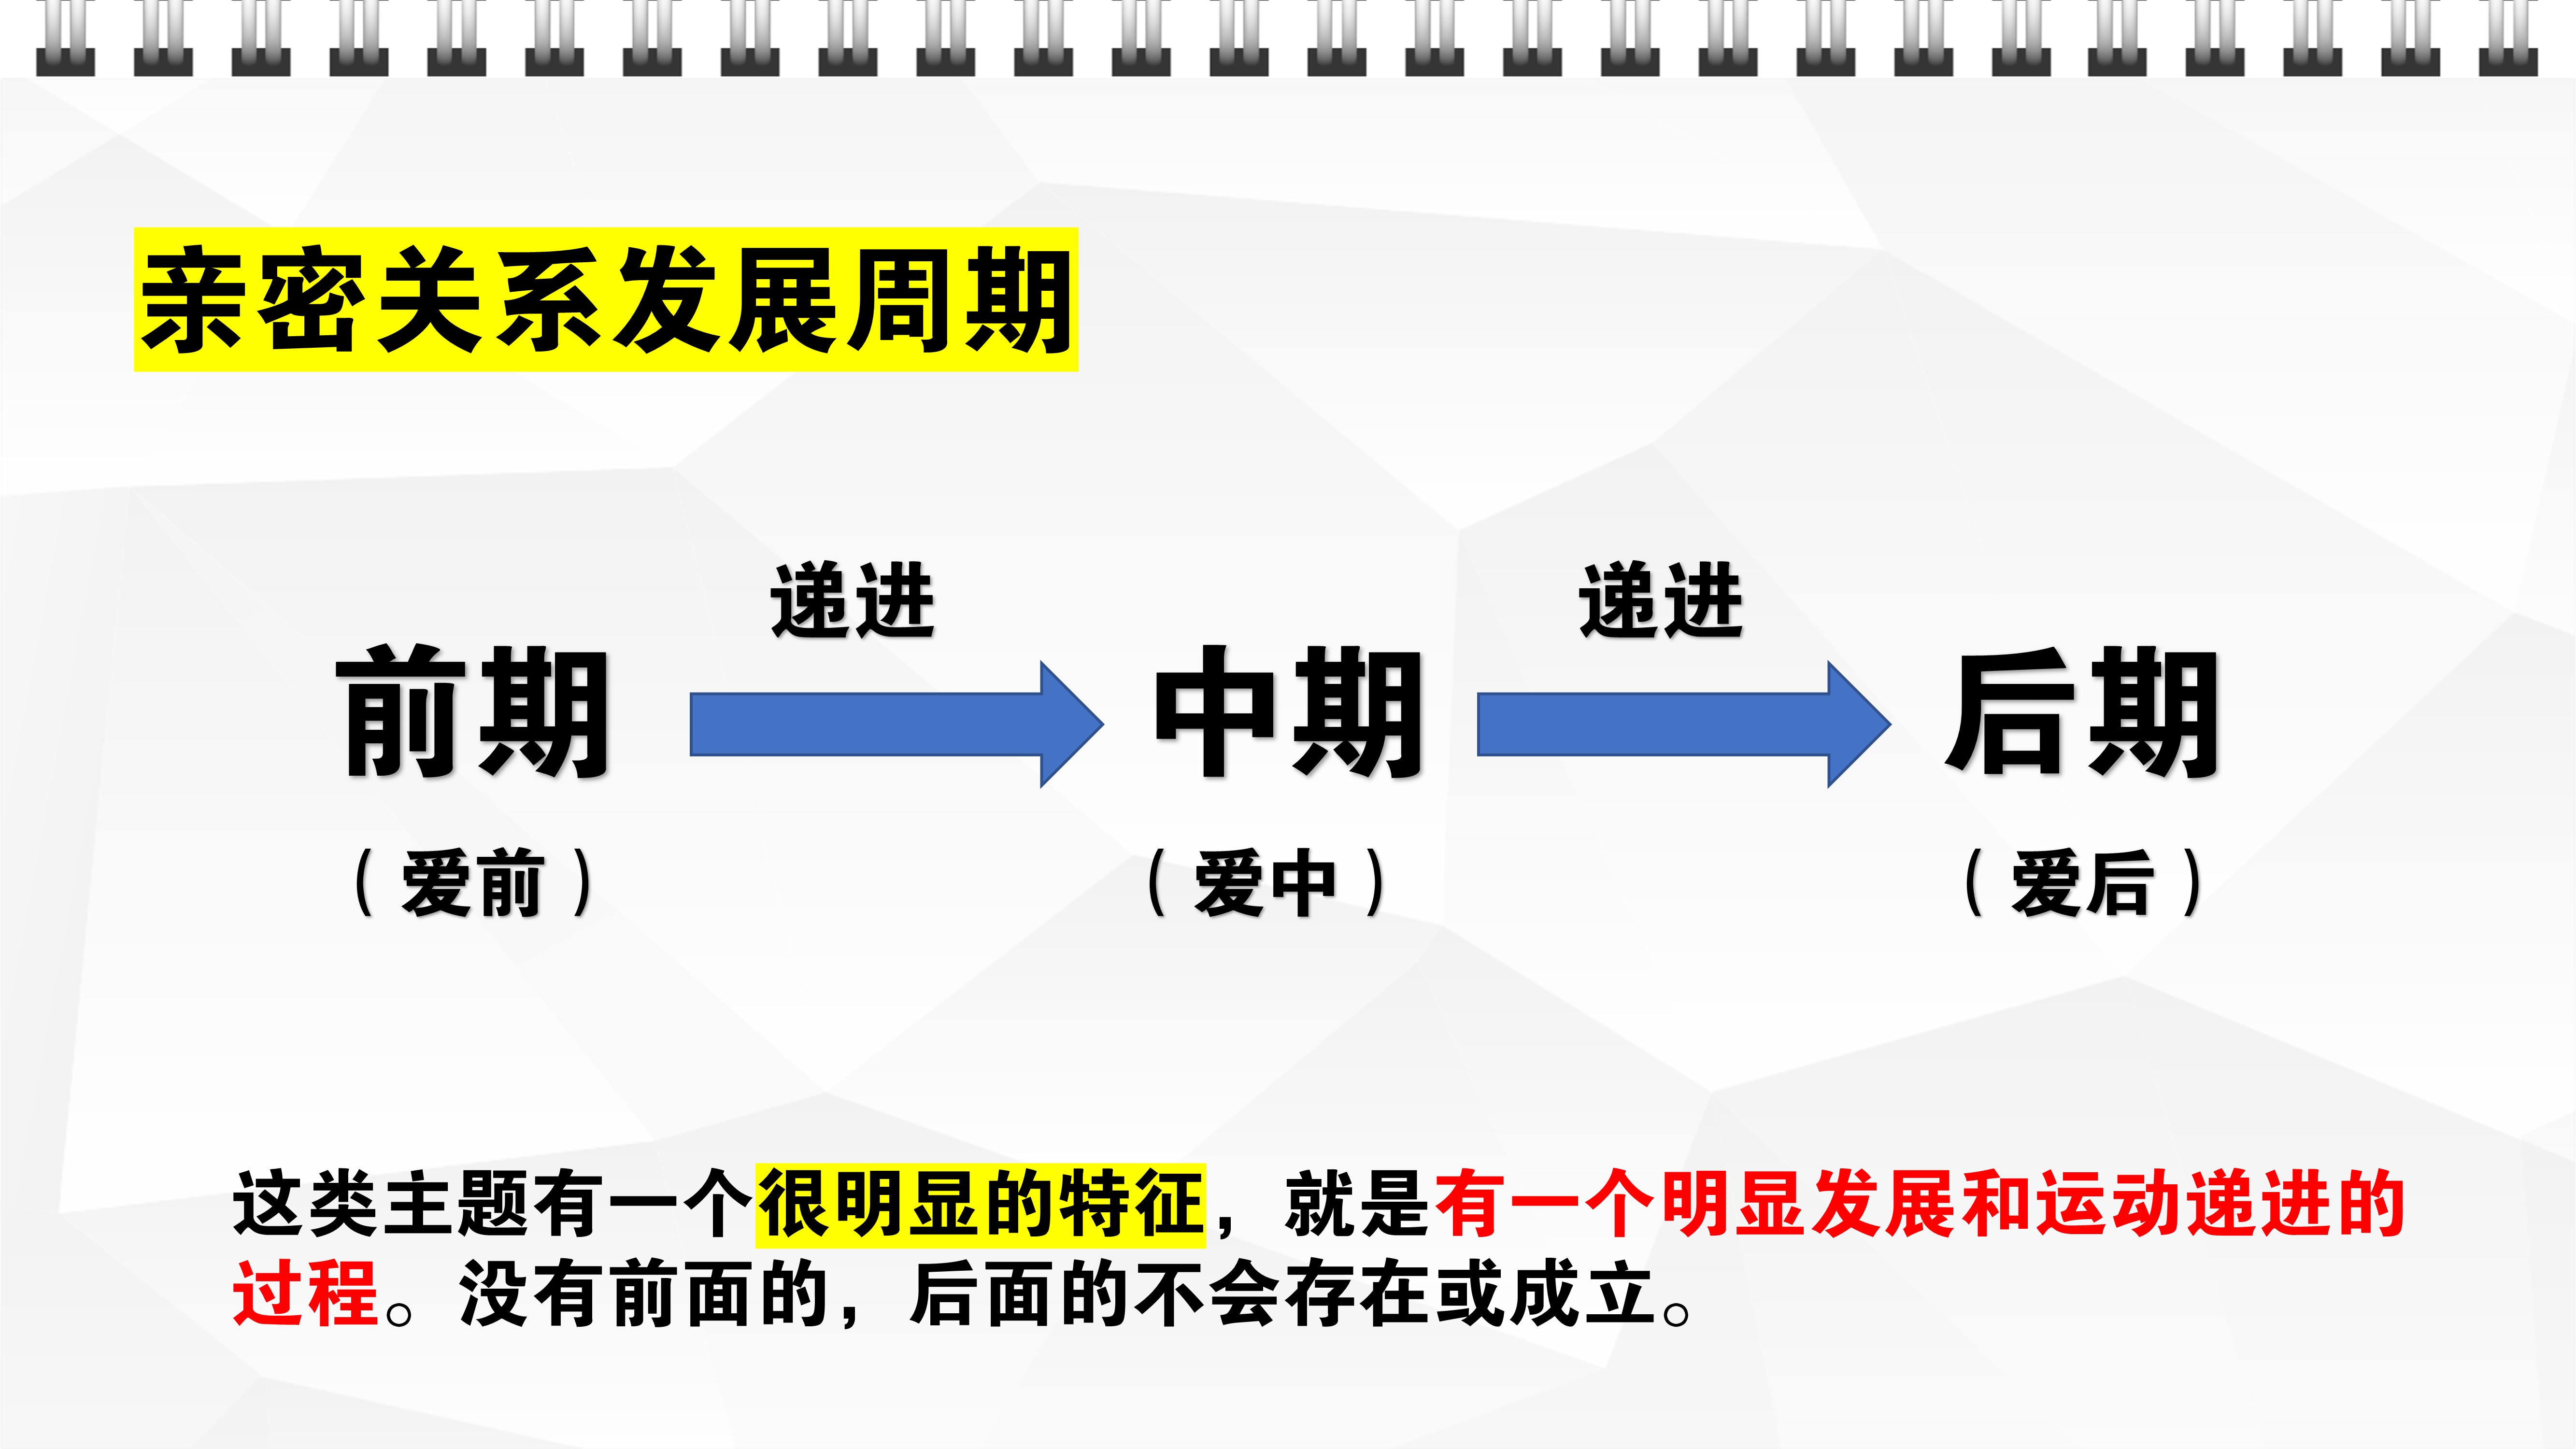 亲密关系发展周期
递进 递进
前期 中期 后期
（爱前） （爱中） （爱后）
这类主题有一个很明显的特征，就是有一个明显发展和运动递进的
过程。没有前面的，后面的不会存在或成立。